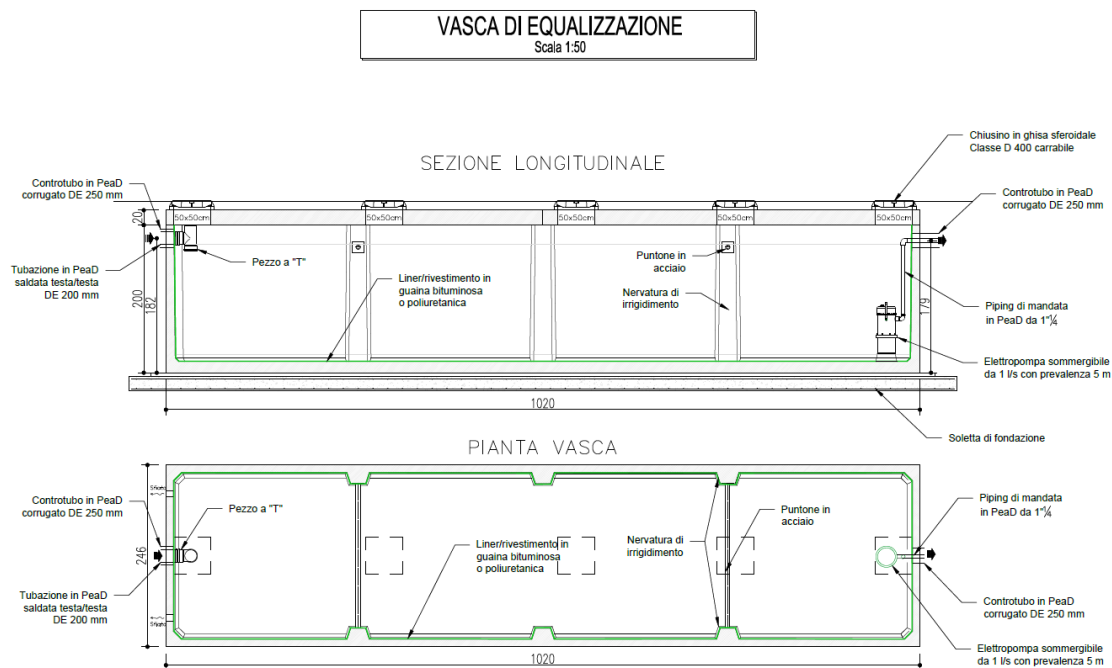 VASCA DI EQUALIZZAZIONE
Scala 1:50
SEZIONE LONGITUDINALE
Chiusino in ghisa sferoidale
Classe D 400 carrabile
Controtubo in PeaD
corrugato DE 250 mm
Controtubo in PeaD
corrugato DE 250 mm
20
50x50cm
50x50cm
50x50cm
50x50cm
50x50cm
Tubazione in PeaD
saldata testa/testa
DE 200 mm
Pezzo a "T"
Liner/rivestimento in
guaina bituminosa
o poliuretanica
Puntone in
acciaio
Nervatura di
irrigidimento
200
182
179
Piping di mandata
in PeaD da 1"¼
Elettropompa sommergibile
da 1 l/s con prevalenza 5 m
1020
Soletta di fondazione
PIANTA VASCA
Controtubo in PeaD
corrugato DE 250 mm
Pezzo a "T"
246
Tubazione in PeaD
saldata testa/testa
DE 200 mm
Liner/rivestimento in
guaina bituminosa
o poliuretanica
Nervatura di
irrigidimento
Puntone in
acciaio
Piping di mandata
in PeaD da 1"¼
Controtubo in PeaD
corrugato DE 250 mm
Elettropompa sommergibile
da 1 l/s con prevalenza 5 m
1020